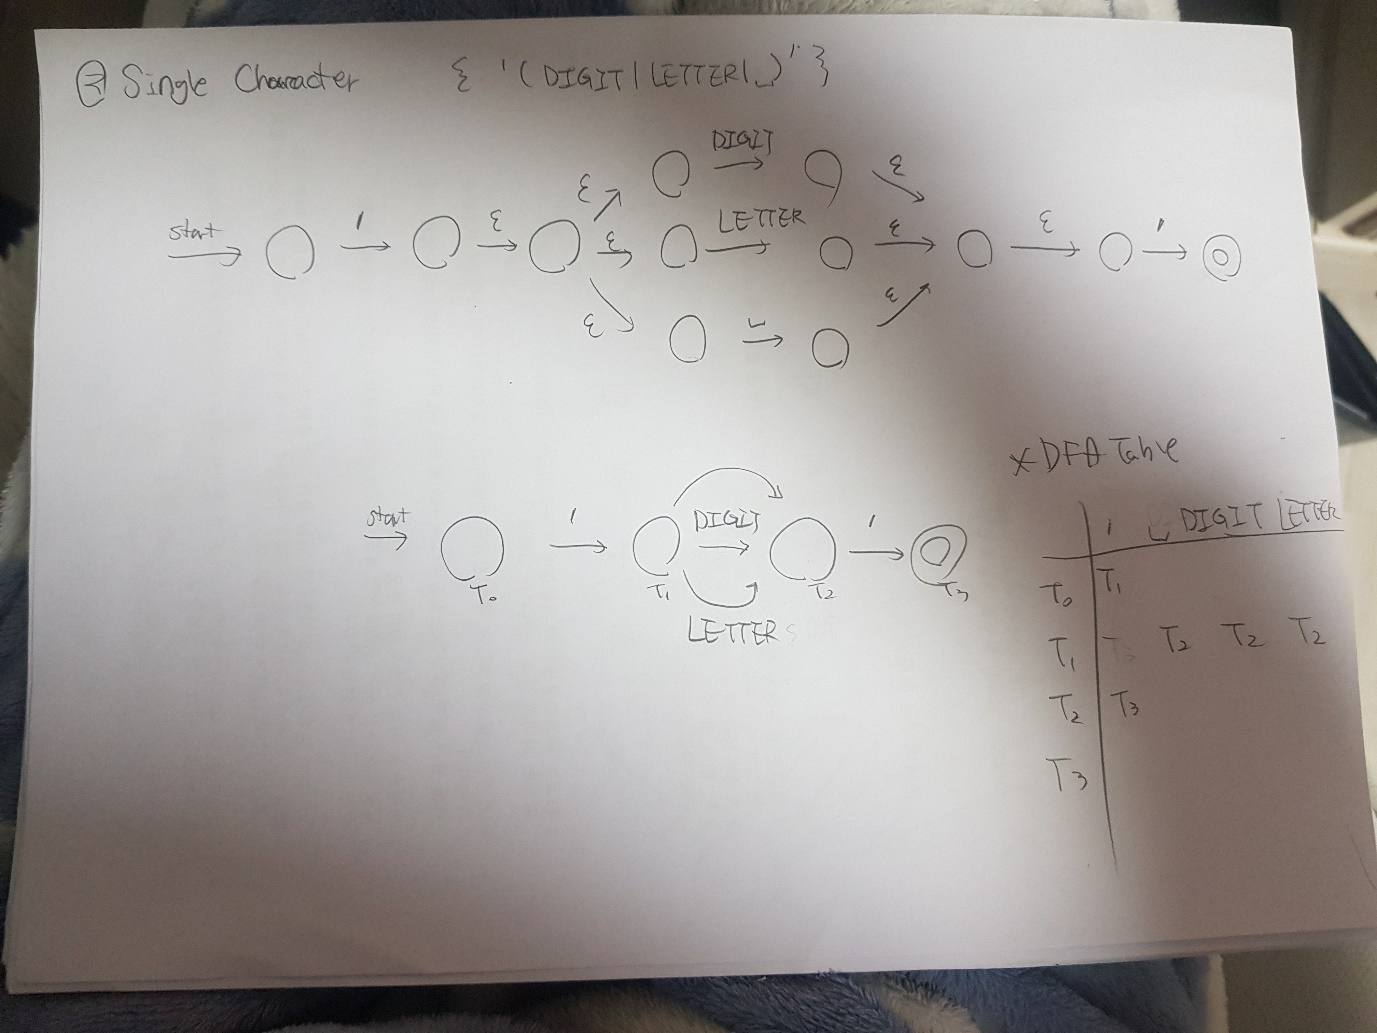 ③ Single Character { '(DIGIT|LETTER|␣)' }
DIGIT
ε ε
start ' ε ε LETTER ε ε '
ε ␣ ε
* DFA Table
start ' DIGIT '
T₀ T₁ T₂ T₃
LETTER
' ␣ DIGIT LETTER
T₀ T₁
T₁ T₂ T₂ T₂
T₂ T₃
T₃